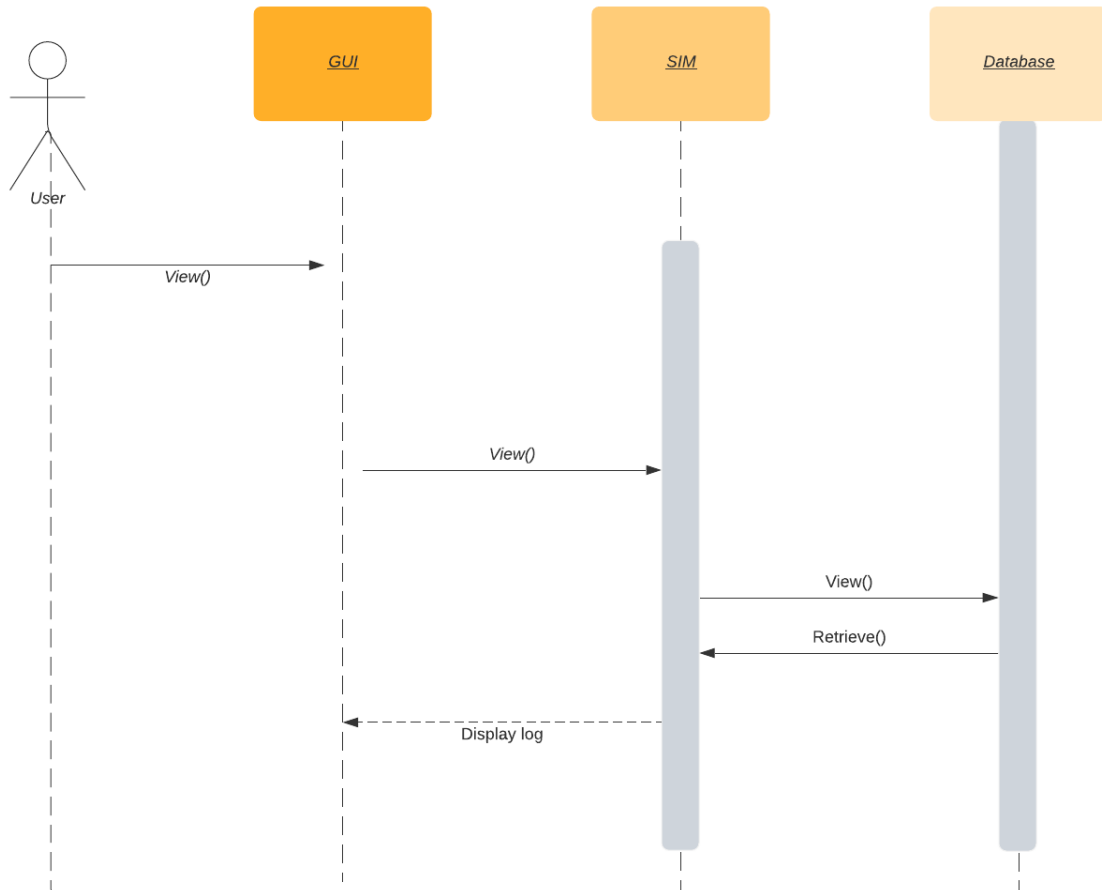 GUI
SIM
Database
User
View()
View()
View()
Retrieve()
Display log